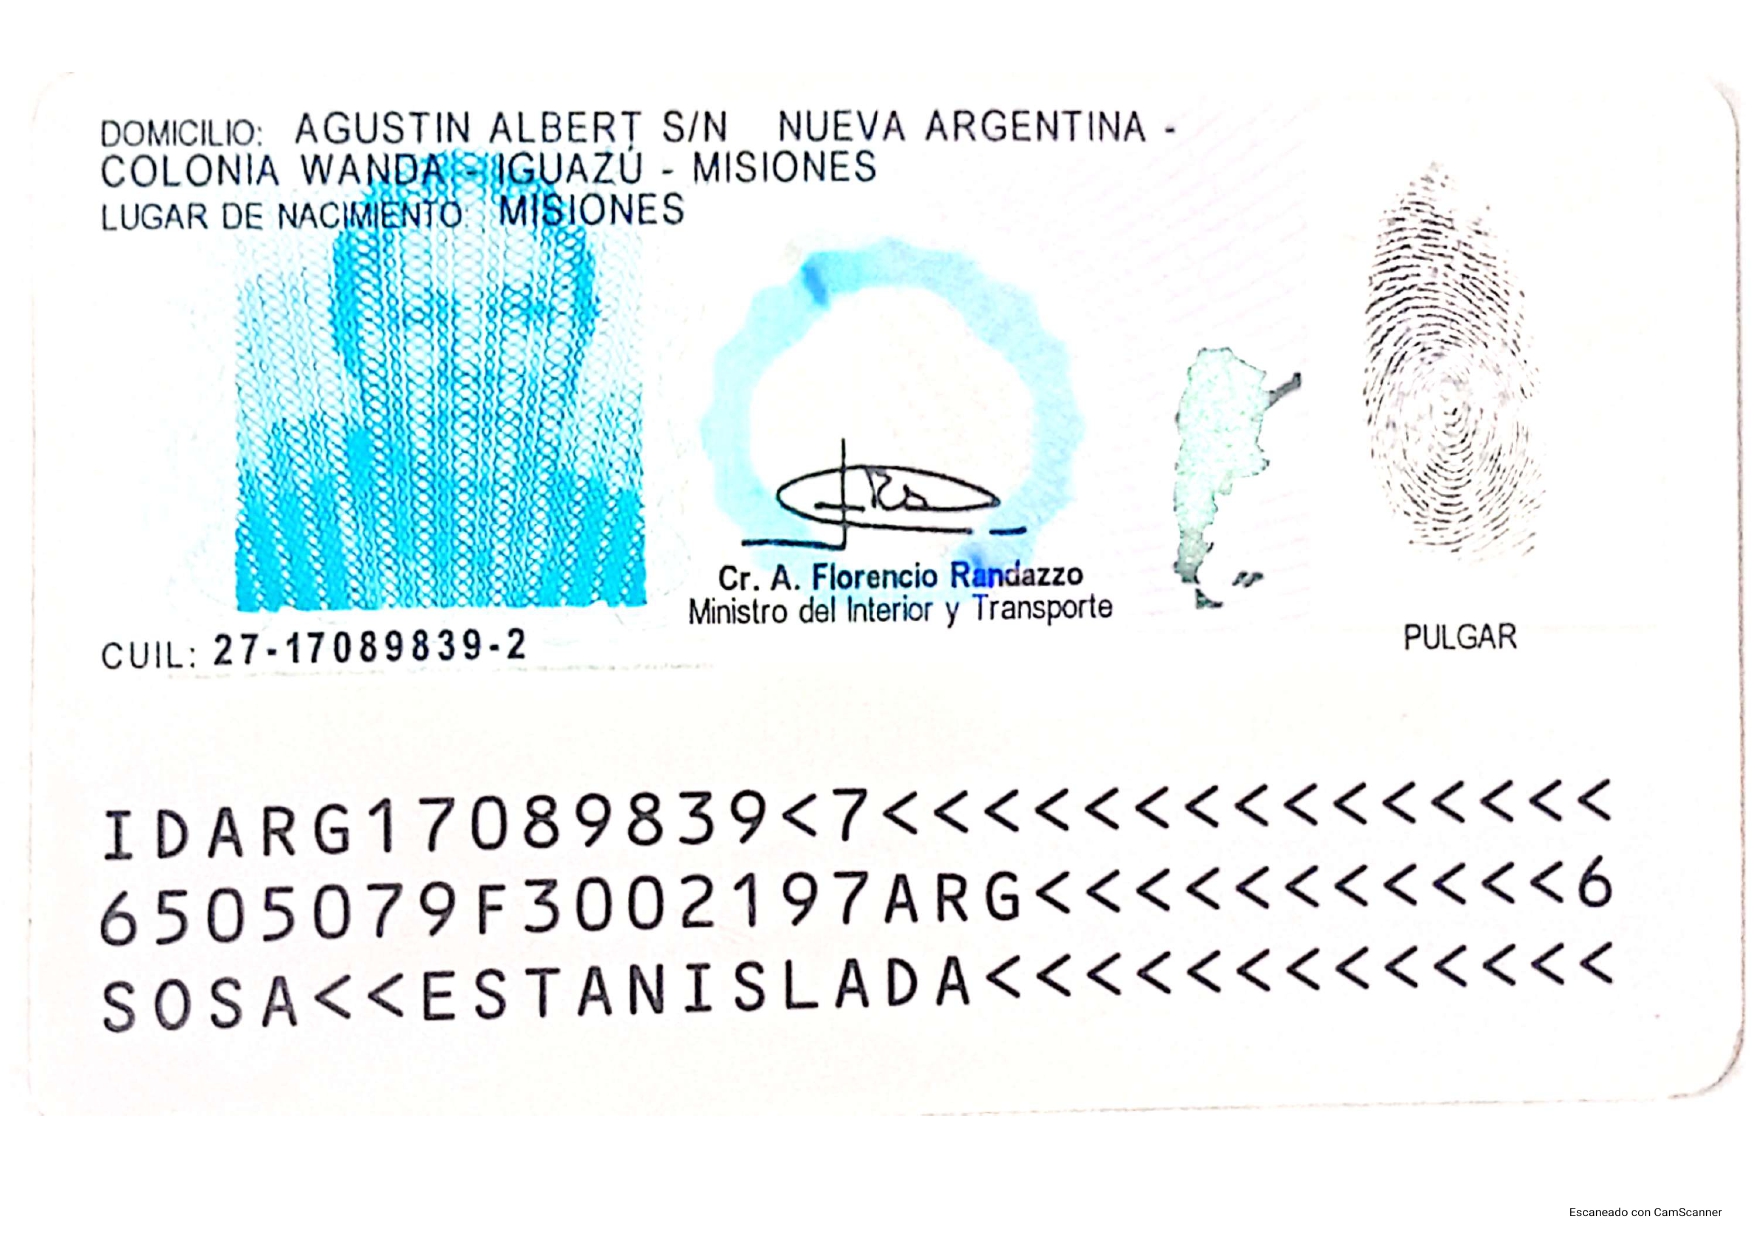 DOMICILIO: AGUSTIN ALBERT S/N NUEVA ARGENTINA -
COLONIA WANDA - IGUAZÚ - MISIONES
LUGAR DE NACIMIENTO: MISIONES
Cr. A. Florencio Randazzo
Ministro del Interior y Transporte
PULGAR
CUIL: 27-17089839-2
IDARG17089839<7<<<<<<<<<<<<<<<
6505079F3002197ARG<<<<<<<<<<<6
SOSA<<ESTANISLADA<<<<<<<<<<<<<
Escaneado con CamScanner